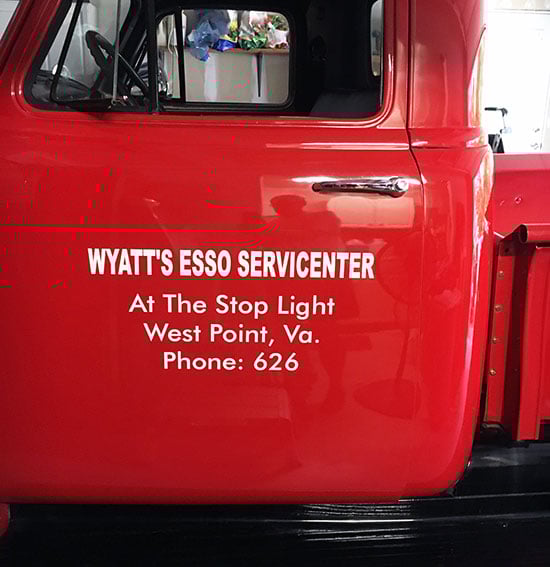 WYATT'S ESSO SERVICENTER
At The Stop Light
West Point, Va.
Phone: 626